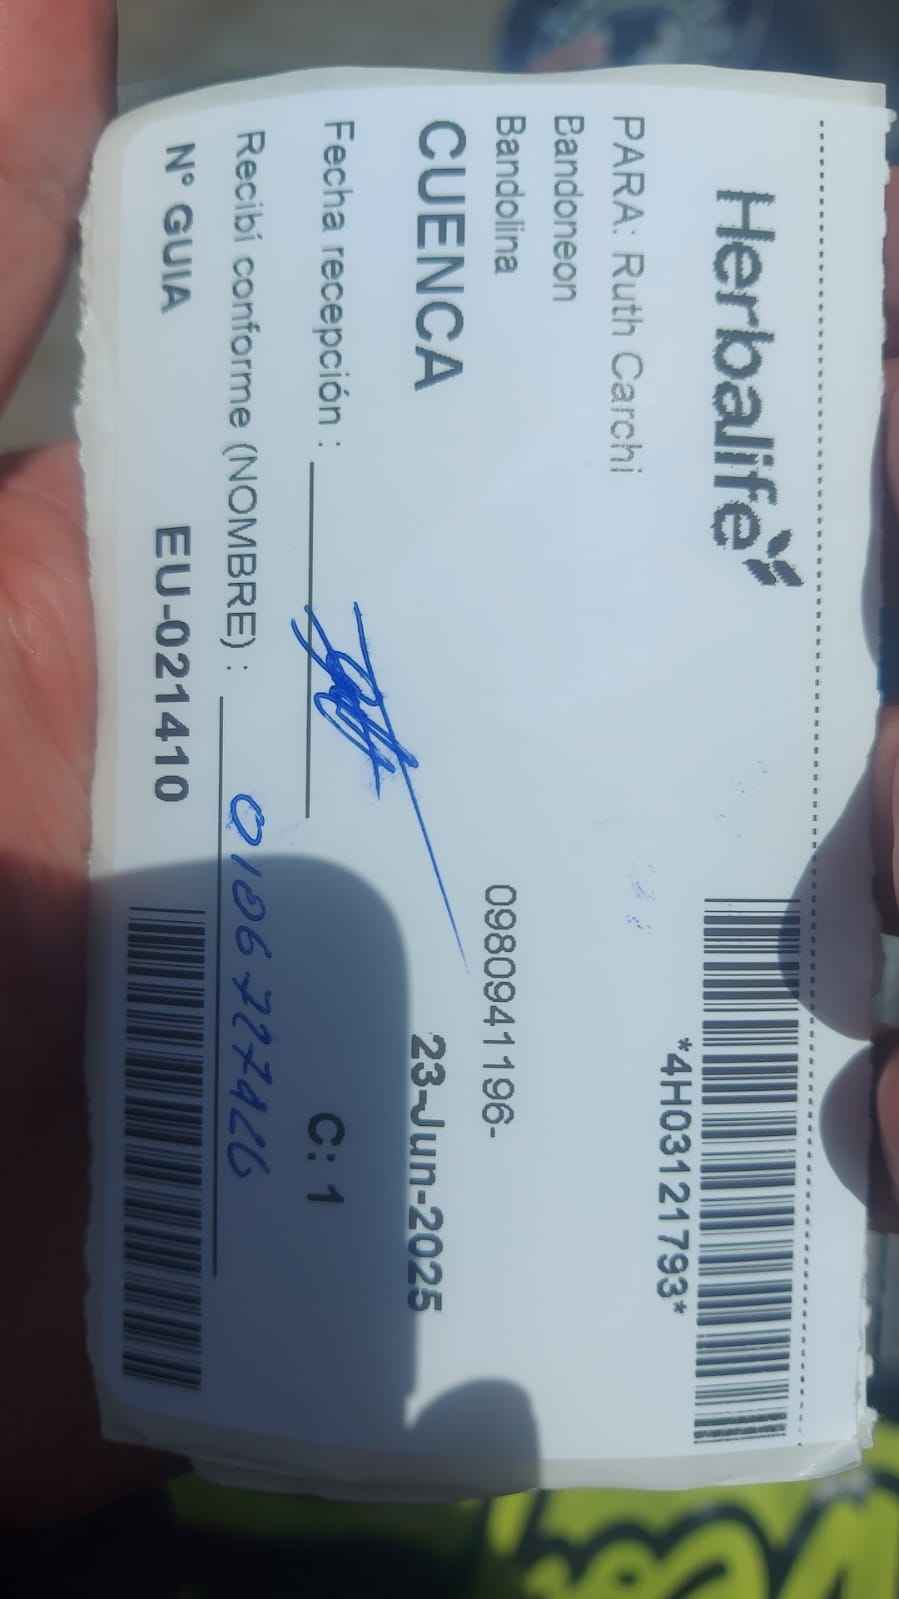 Herbalife
*4H03121793*
PARA: Ruth Carchi
Bandoneon
Bandolina
0980941196-
CUENCA
23-Jun-2025
Fecha recepción :
C: 1
Recibí conforme (NOMBRE) :
N° GUIA
EU-021410